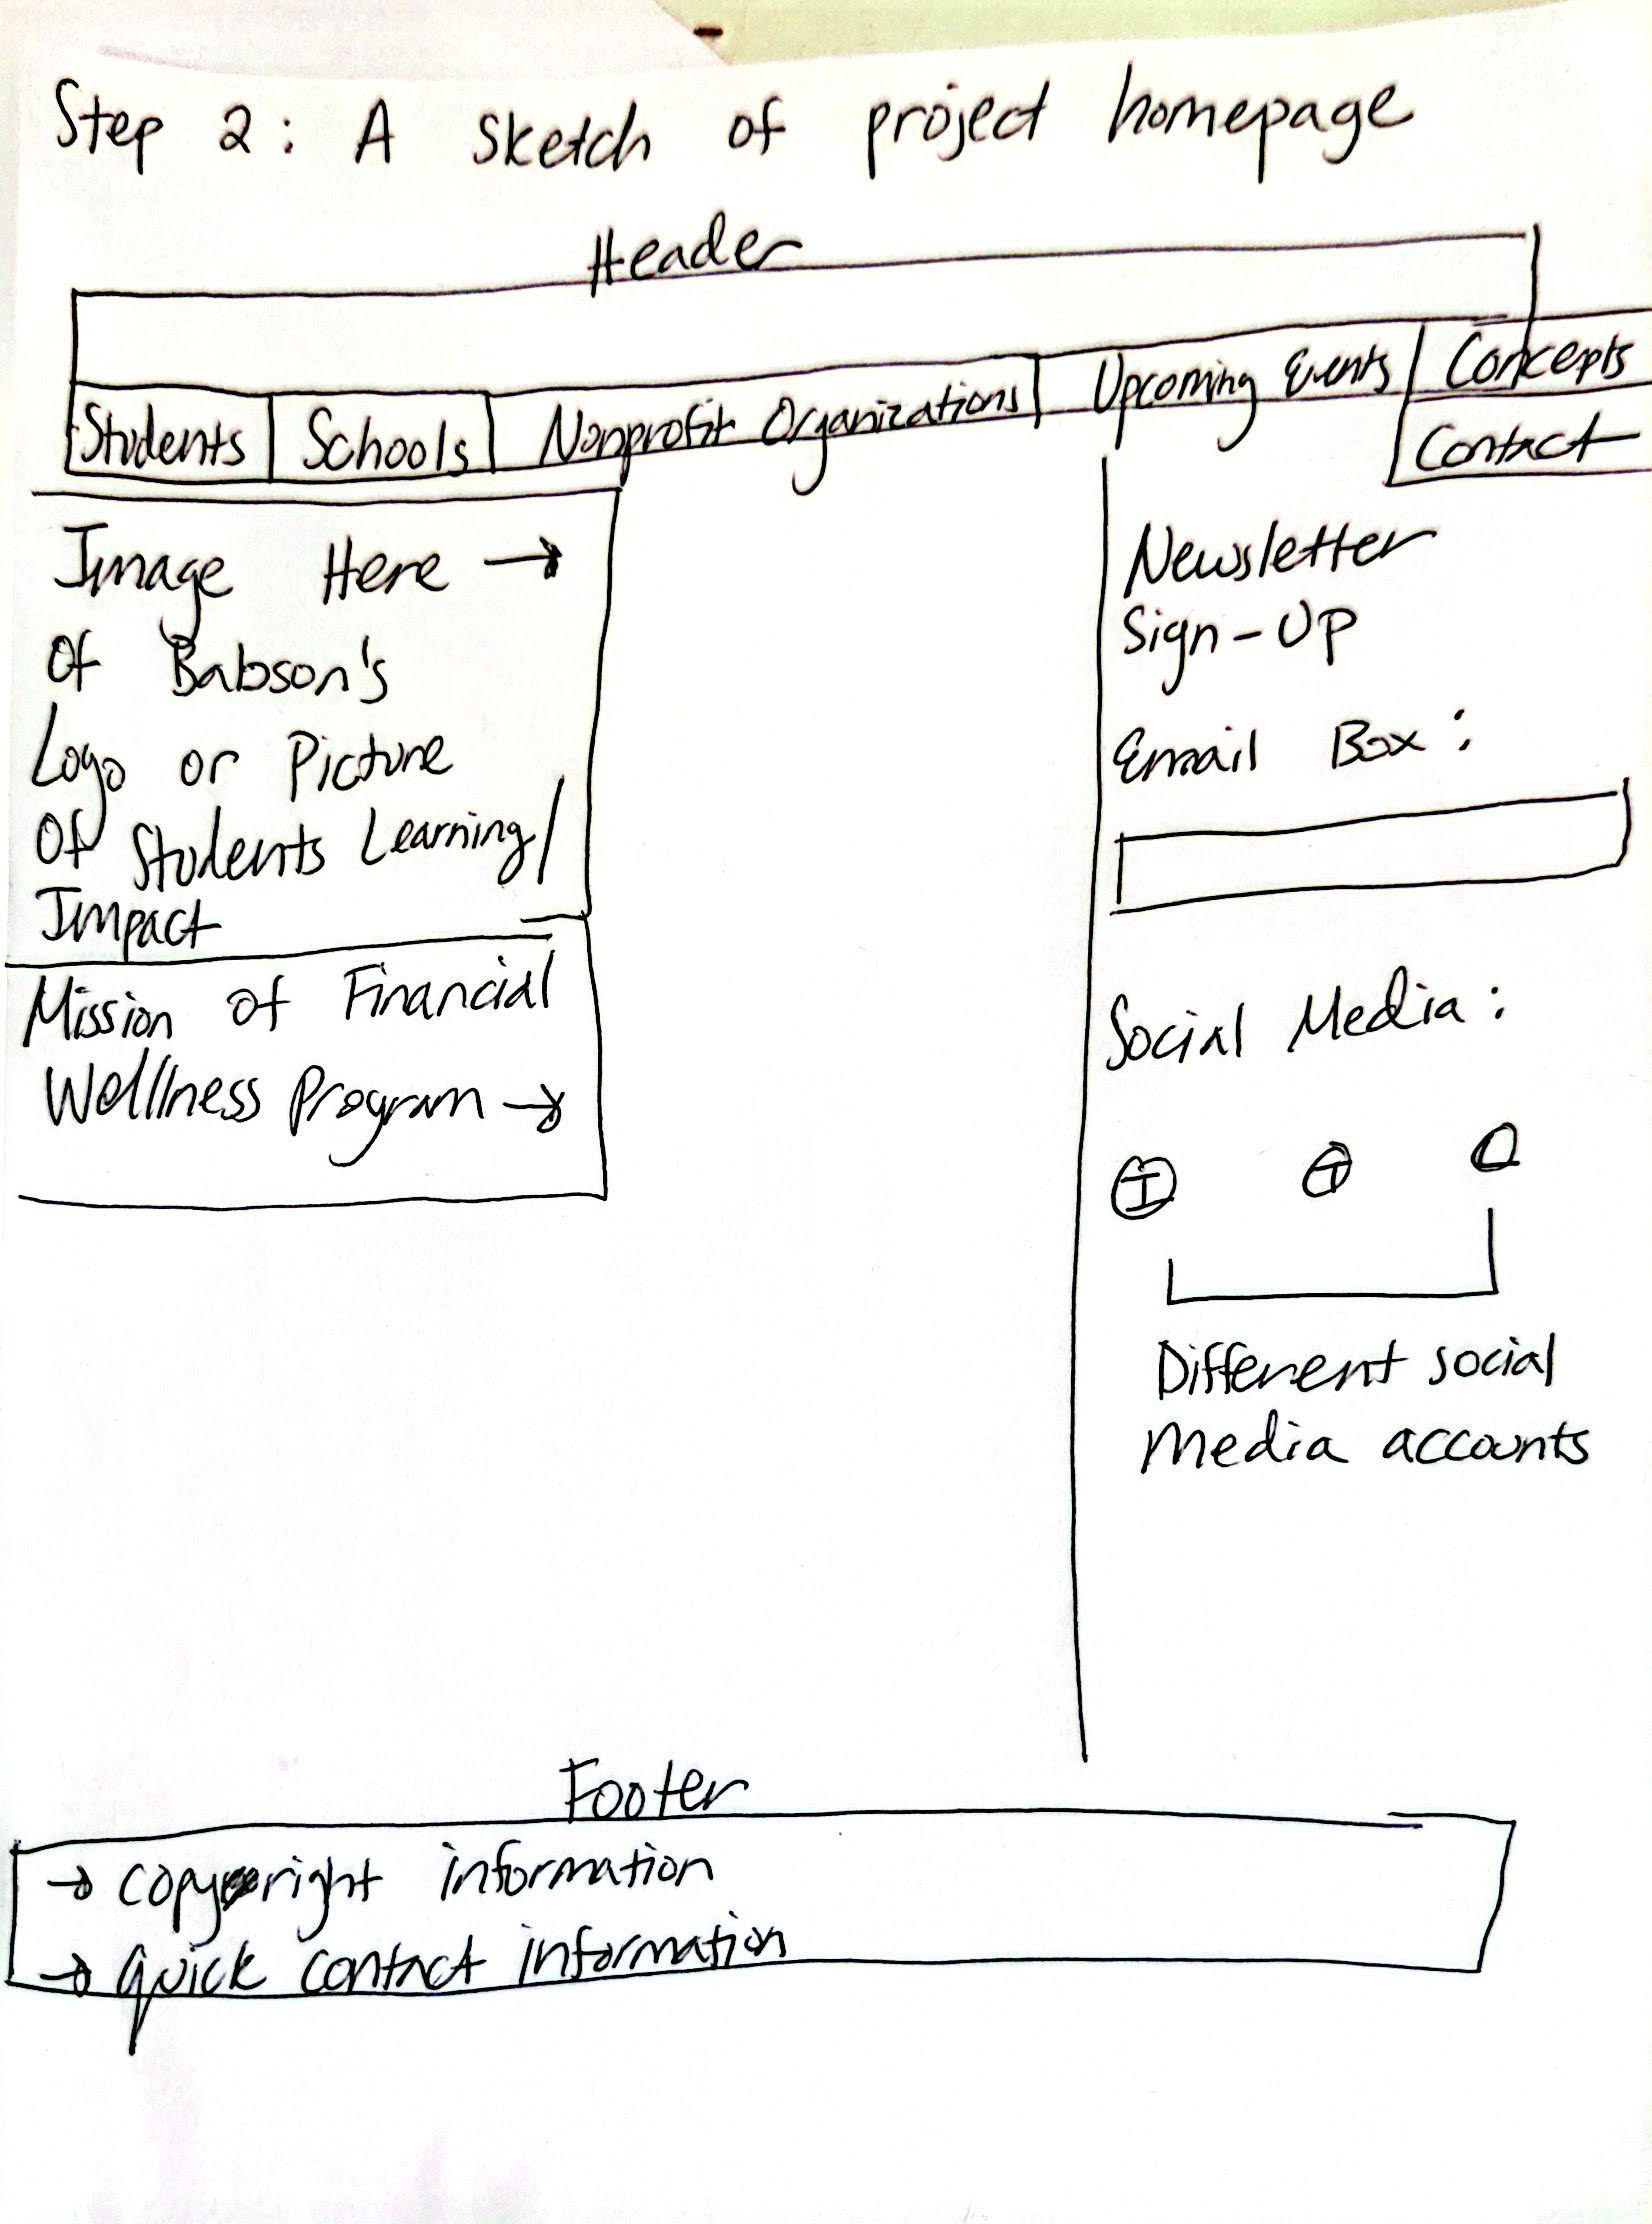 Step 2: A sketch of project homepage
Header
Students Schools Nonprofit Organizations Upcoming Events Concepts
Contact
Image Here →
Of Babson's
Logo or Picture
Of Students Learning/
Impact
Mission of Financial
Wellness Program →
Newsletter
Sign-Up
Email Box:
Social Media:
Different social
Media accounts
Footer
→ copyright information
→ quick contact information